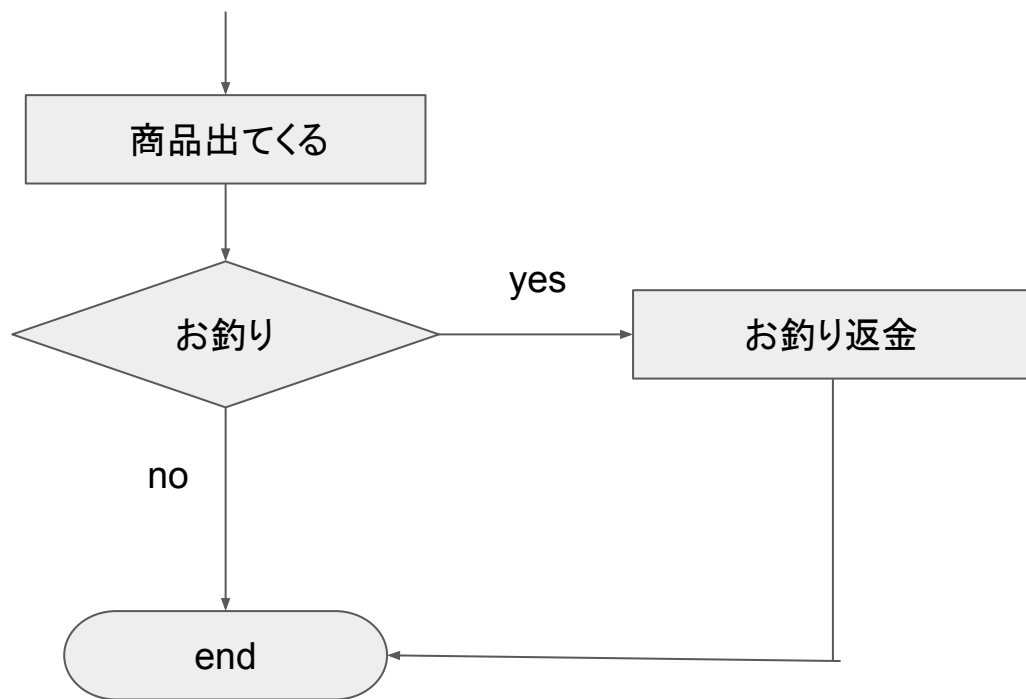 商品出てくる
yes
お釣り
お釣り返金
no
end